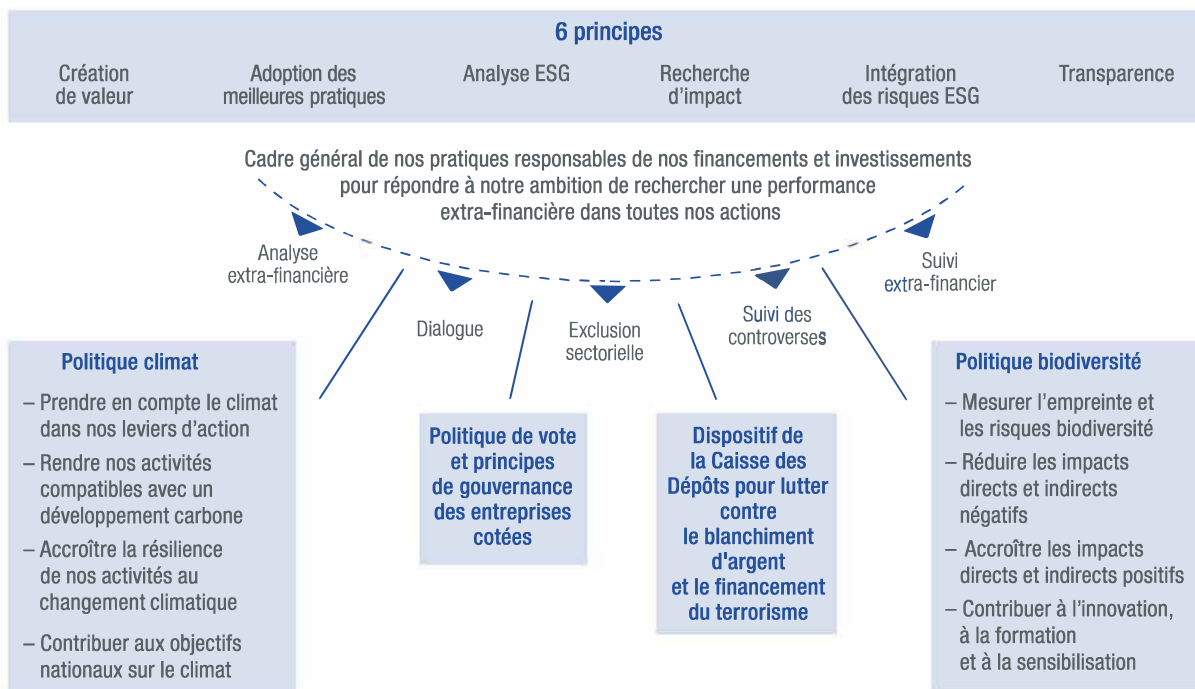 6 principes
Création
de valeur
Adoption des
meilleures pratiques
Analyse ESG
Recherche
d'impact
Intégration
des risques ESG
Transparence
Cadre général de nos pratiques responsables de nos financements et investissements
pour répondre à notre ambition de rechercher une performance
extra-financière dans toutes nos actions
Analyse
extra-financière
Dialogue
Exclusion
sectorielle
Suivi des
controverses
Suivi
extra-financier
Politique climat
– Prendre en compte le climat
dans nos leviers d'action
– Rendre nos activités
compatibles avec un
développement carbone
– Accroître la résilience
de nos activités au
changement climatique
– Contribuer aux objectifs
nationaux sur le climat
Politique de vote
et principes
de gouvernance
des entreprises
cotées
Dispositif de
la Caisse des
Dépôts pour lutter
contre
le blanchiment
d'argent
et le financement
du terrorisme
Politique biodiversité
– Mesurer l'empreinte et
les risques biodiversité
– Réduire les impacts
directs et indirects
négatifs
– Accroître les impacts
directs et indirects positifs
– Contribuer à l'innovation,
à la formation
et à la sensibilisation